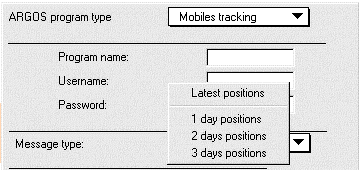 ARGOS program type Mobiles tracking
Program name:
Username:
Password:
Latest positions
1 day positions
2 days positions
3 days positions
Message type: